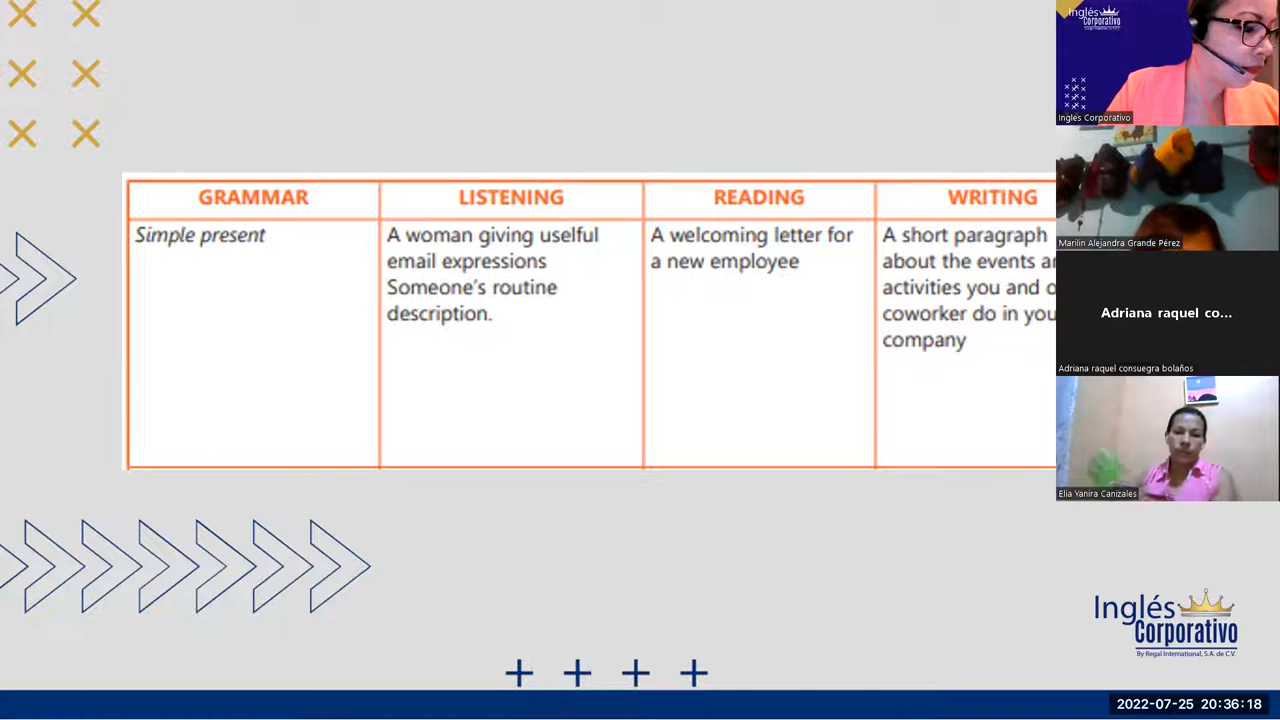 GRAMMAR
LISTENING
READING
WRITING
Simple present
A woman giving uselful
email expressions
Someone's routine
description.
A welcoming letter for
a new employee
A short paragraph
about the events
activities you and
coworker do in
company
Inglés
Corporativo
Inglés Corporativo
Marilin Alejandra Grande Pérez
Adriana raquel co...
Adriana raquel consuegra bolaños
Elia Yanira Canizales
Inglés
Corporativo
By Regal International, S.A. de C.V.
2022-07-25 20:36:18